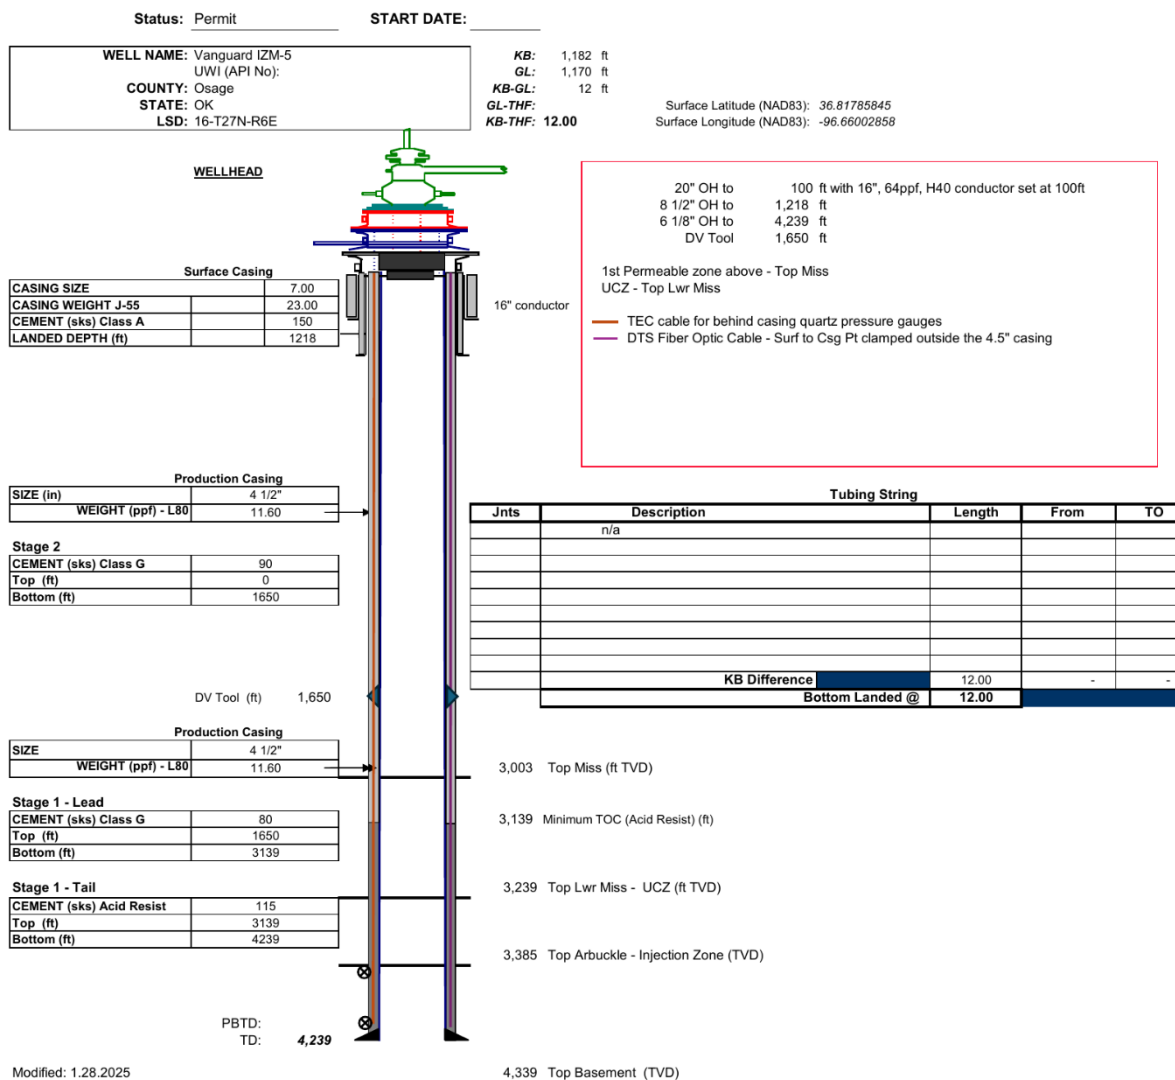 Status: Permit START DATE:
WELL NAME: Vanguard IZM-5
UWI (API No):
COUNTY: Osage
STATE: OK
LSD: 16-T27N-R6E
KB: 1,182 ft
GL: 1,170 ft
KB-GL: 12 ft
GL-THF:
KB-THF: 12.00
Surface Latitude (NAD83): 36.81785845
Surface Longitude (NAD83): -96.66002858
WELLHEAD
20" OH to 100 ft with 16", 64ppf, H40 conductor set at 100ft
8 1/2" OH to 1,218 ft
6 1/8" OH to 4,239 ft
DV Tool 1,650 ft
1st Permeable zone above - Top Miss
UCZ - Top Lwr Miss
TEC cable for behind casing quartz pressure gauges
DTS Fiber Optic Cable - Surf to Csg Pt clamped outside the 4.5" casing
Surface Casing
CASING SIZE 7.00
CASING WEIGHT J-55 23.00
CEMENT (sks) Class A 150
LANDED DEPTH (ft) 1218
16" conductor
Production Casing
SIZE (in) 4 1/2"
WEIGHT (ppf) - L80 11.60
Stage 2
CEMENT (sks) Class G 90
Top (ft) 0
Bottom (ft) 1650
Tubing String
Jnts Description Length From TO
n/a
KB Difference 12.00 - -
Bottom Landed @ 12.00
DV Tool (ft) 1,650
Production Casing
SIZE 4 1/2"
WEIGHT (ppf) - L80 11.60
3,003 Top Miss (ft TVD)
Stage 1 - Lead
CEMENT (sks) Class G 80
Top (ft) 1650
Bottom (ft) 3139
3,139 Minimum TOC (Acid Resist) (ft)
Stage 1 - Tail
CEMENT (sks) Acid Resist 115
Top (ft) 3139
Bottom (ft) 4239
3,239 Top Lwr Miss - UCZ (ft TVD)
3,385 Top Arbuckle - Injection Zone (TVD)
PBTD:
TD: 4,239
Modified: 1.28.2025
4,339 Top Basement (TVD)